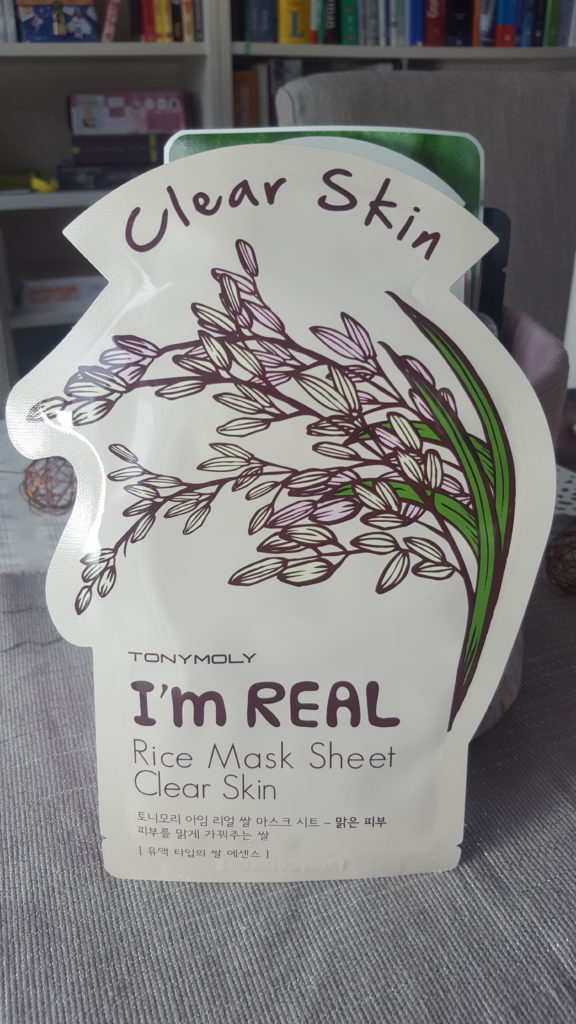 Clear Skin
TONYMOLY
I'm REAL
Rice Mask Sheet
Clear Skin
토니모리 아임 리얼 쌀 마스크 시트 – 맑은 피부
피부를 맑게 가꿔주는 쌀
[ 유액 타입의 쌀 에센스 ]